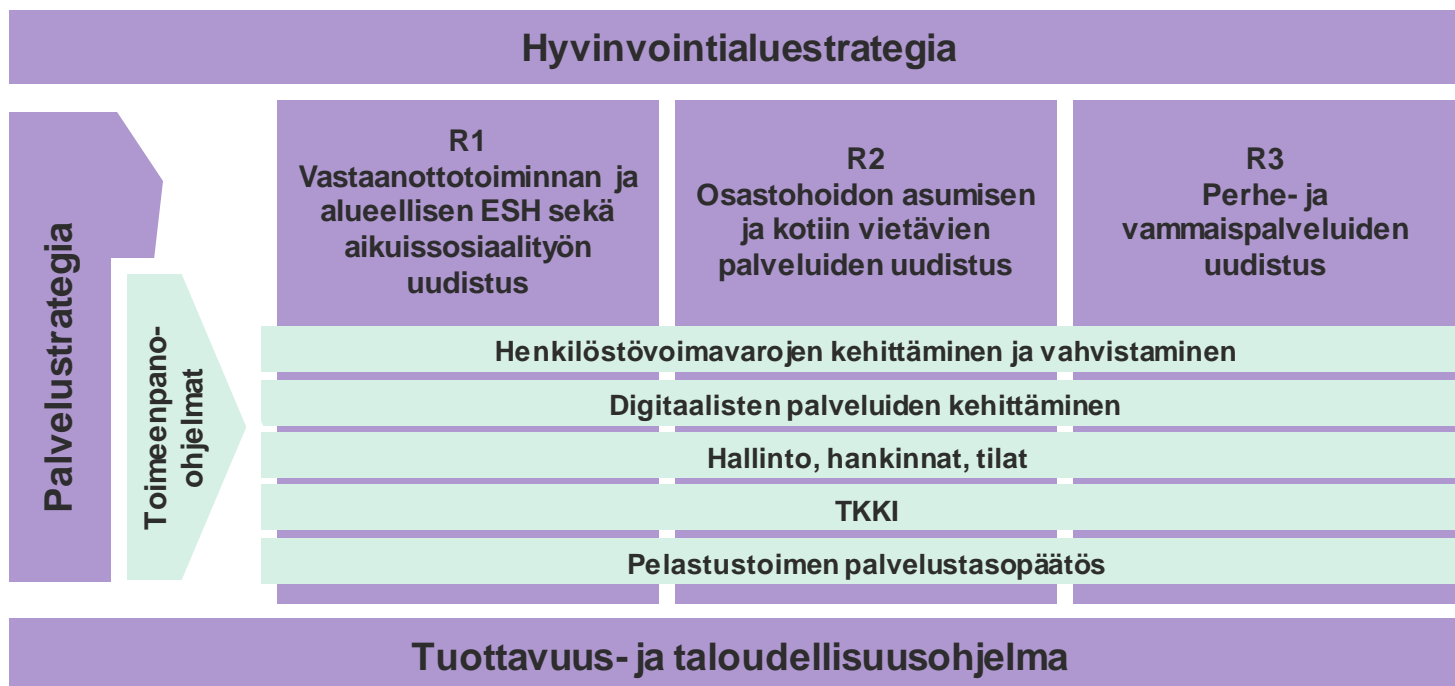 Hyvinvointialuestrategia
Palvelustrategia
Toimeenpano-
ohjelmat
R1
Vastaanottotoiminnan ja
alueellisen ESH sekä
aikuissosiaalityön
uudistus
R2
Osastohoidon asumisen
ja kotiin vietävien
palveluiden uudistus
R3
Perhe- ja
vammaispalveluiden
uudistus
Henkilöstövoimavarojen kehittäminen ja vahvistaminen
Digitaalisten palveluiden kehittäminen
Hallinto, hankinnat, tilat
TKKI
Pelastustoimen palvelustasopäätös
Tuottavuus- ja taloudellisuusohjelma